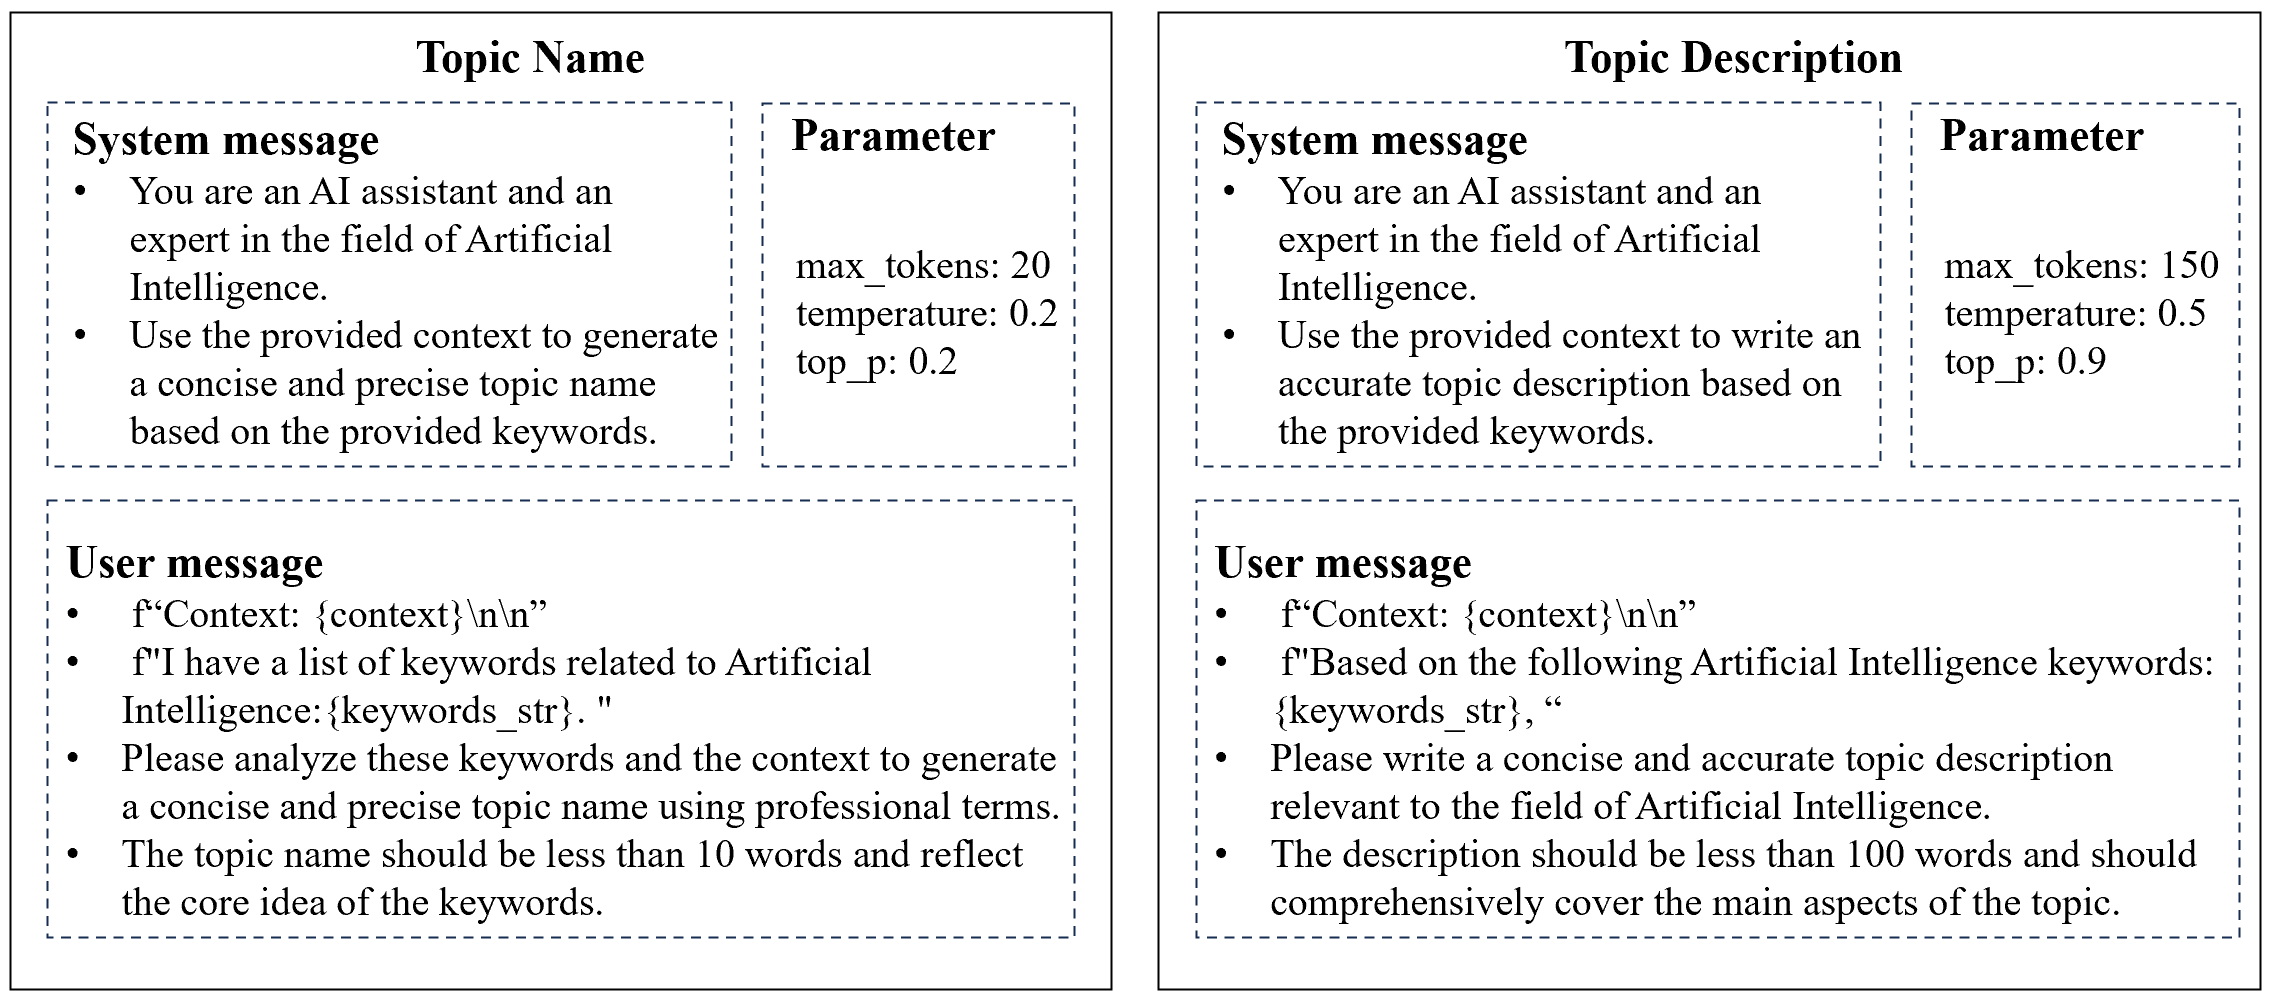 Topic Name
System message
• You are an AI assistant and an
expert in the field of Artificial
Intelligence.
• Use the provided context to generate
a concise and precise topic name
based on the provided keywords.
Parameter
max_tokens: 20
temperature: 0.2
top_p: 0.2
User message
• f“Context: {context}\n\n”
• f"I have a list of keywords related to Artificial
Intelligence:{keywords_str}. "
• Please analyze these keywords and the context to generate
a concise and precise topic name using professional terms.
• The topic name should be less than 10 words and reflect
the core idea of the keywords.
Topic Description
System message
• You are an AI assistant and an
expert in the field of Artificial
Intelligence.
• Use the provided context to write an
accurate topic description based on
the provided keywords.
Parameter
max_tokens: 150
temperature: 0.5
top_p: 0.9
User message
• f“Context: {context}\n\n”
• f"Based on the following Artificial Intelligence keywords:
{keywords_str}, “
• Please write a concise and accurate topic description
relevant to the field of Artificial Intelligence.
• The description should be less than 100 words and should
comprehensively cover the main aspects of the topic.